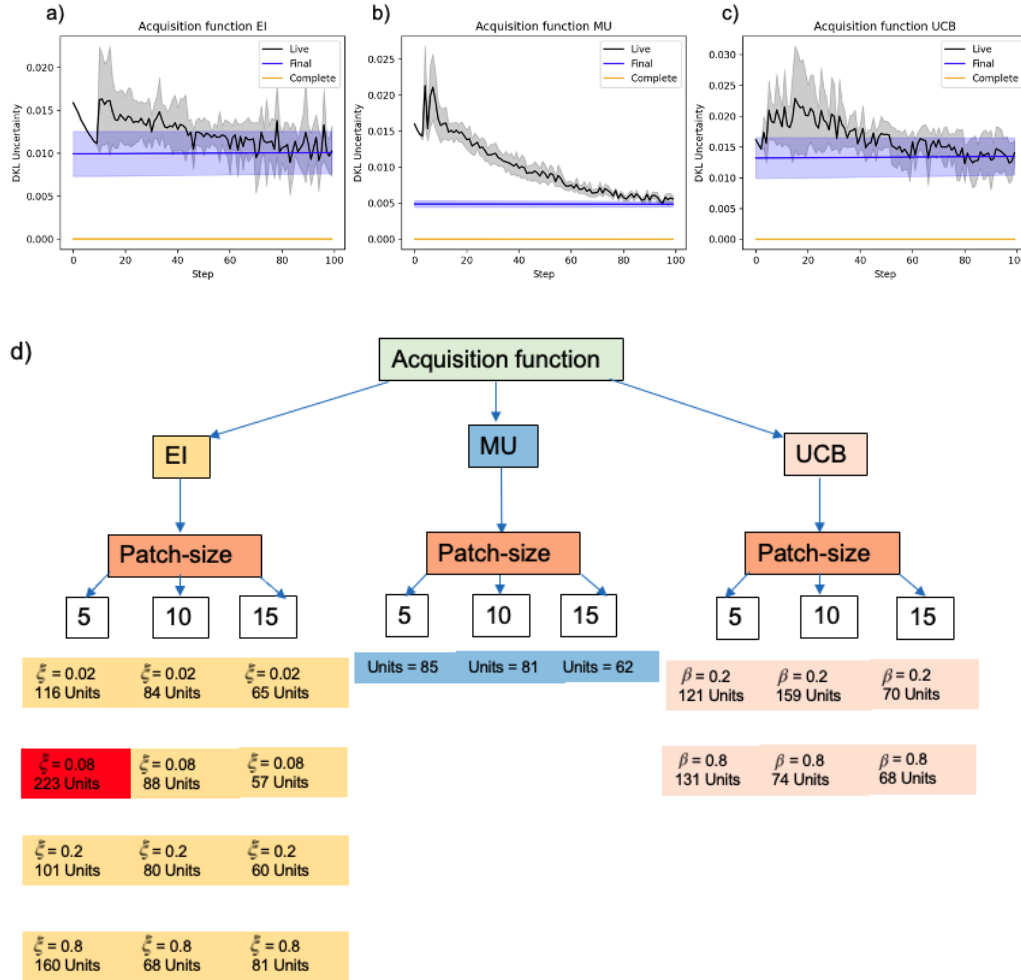 a)
Acquisition function EI
Live
Final
Complete
DKL Uncertainty
0.020
0.015
0.010
0.005
0.000
0
20
40
60
80
100
Step
b)
Acquisition function MU
Live
Final
Complete
DKL Uncertainty
0.025
0.020
0.015
0.010
0.005
0.000
0
20
40
60
80
100
Step
c)
Acquisition function UCB
Live
Final
Complete
DKL Uncertainty
0.030
0.025
0.020
0.015
0.010
0.005
0.000
0
20
40
60
80
100
Step
d)
Acquisition function
EI
MU
UCB
Patch-size
Patch-size
Patch-size
5 10 15
5 10 15
5 10 15
ξ = 0.02 ξ = 0.02 ξ = 0.02
116 Units 84 Units 65 Units
Units = 85 Units = 81 Units = 62
β = 0.2 β = 0.2 β = 0.2
121 Units 159 Units 70 Units
ξ = 0.08 ξ = 0.08 ξ = 0.08
223 Units 88 Units 57 Units
β = 0.8 β = 0.8 β = 0.8
131 Units 74 Units 68 Units
ξ = 0.2 ξ = 0.2 ξ = 0.2
101 Units 80 Units 60 Units
ξ = 0.8 ξ = 0.8 ξ = 0.8
160 Units 68 Units 81 Units